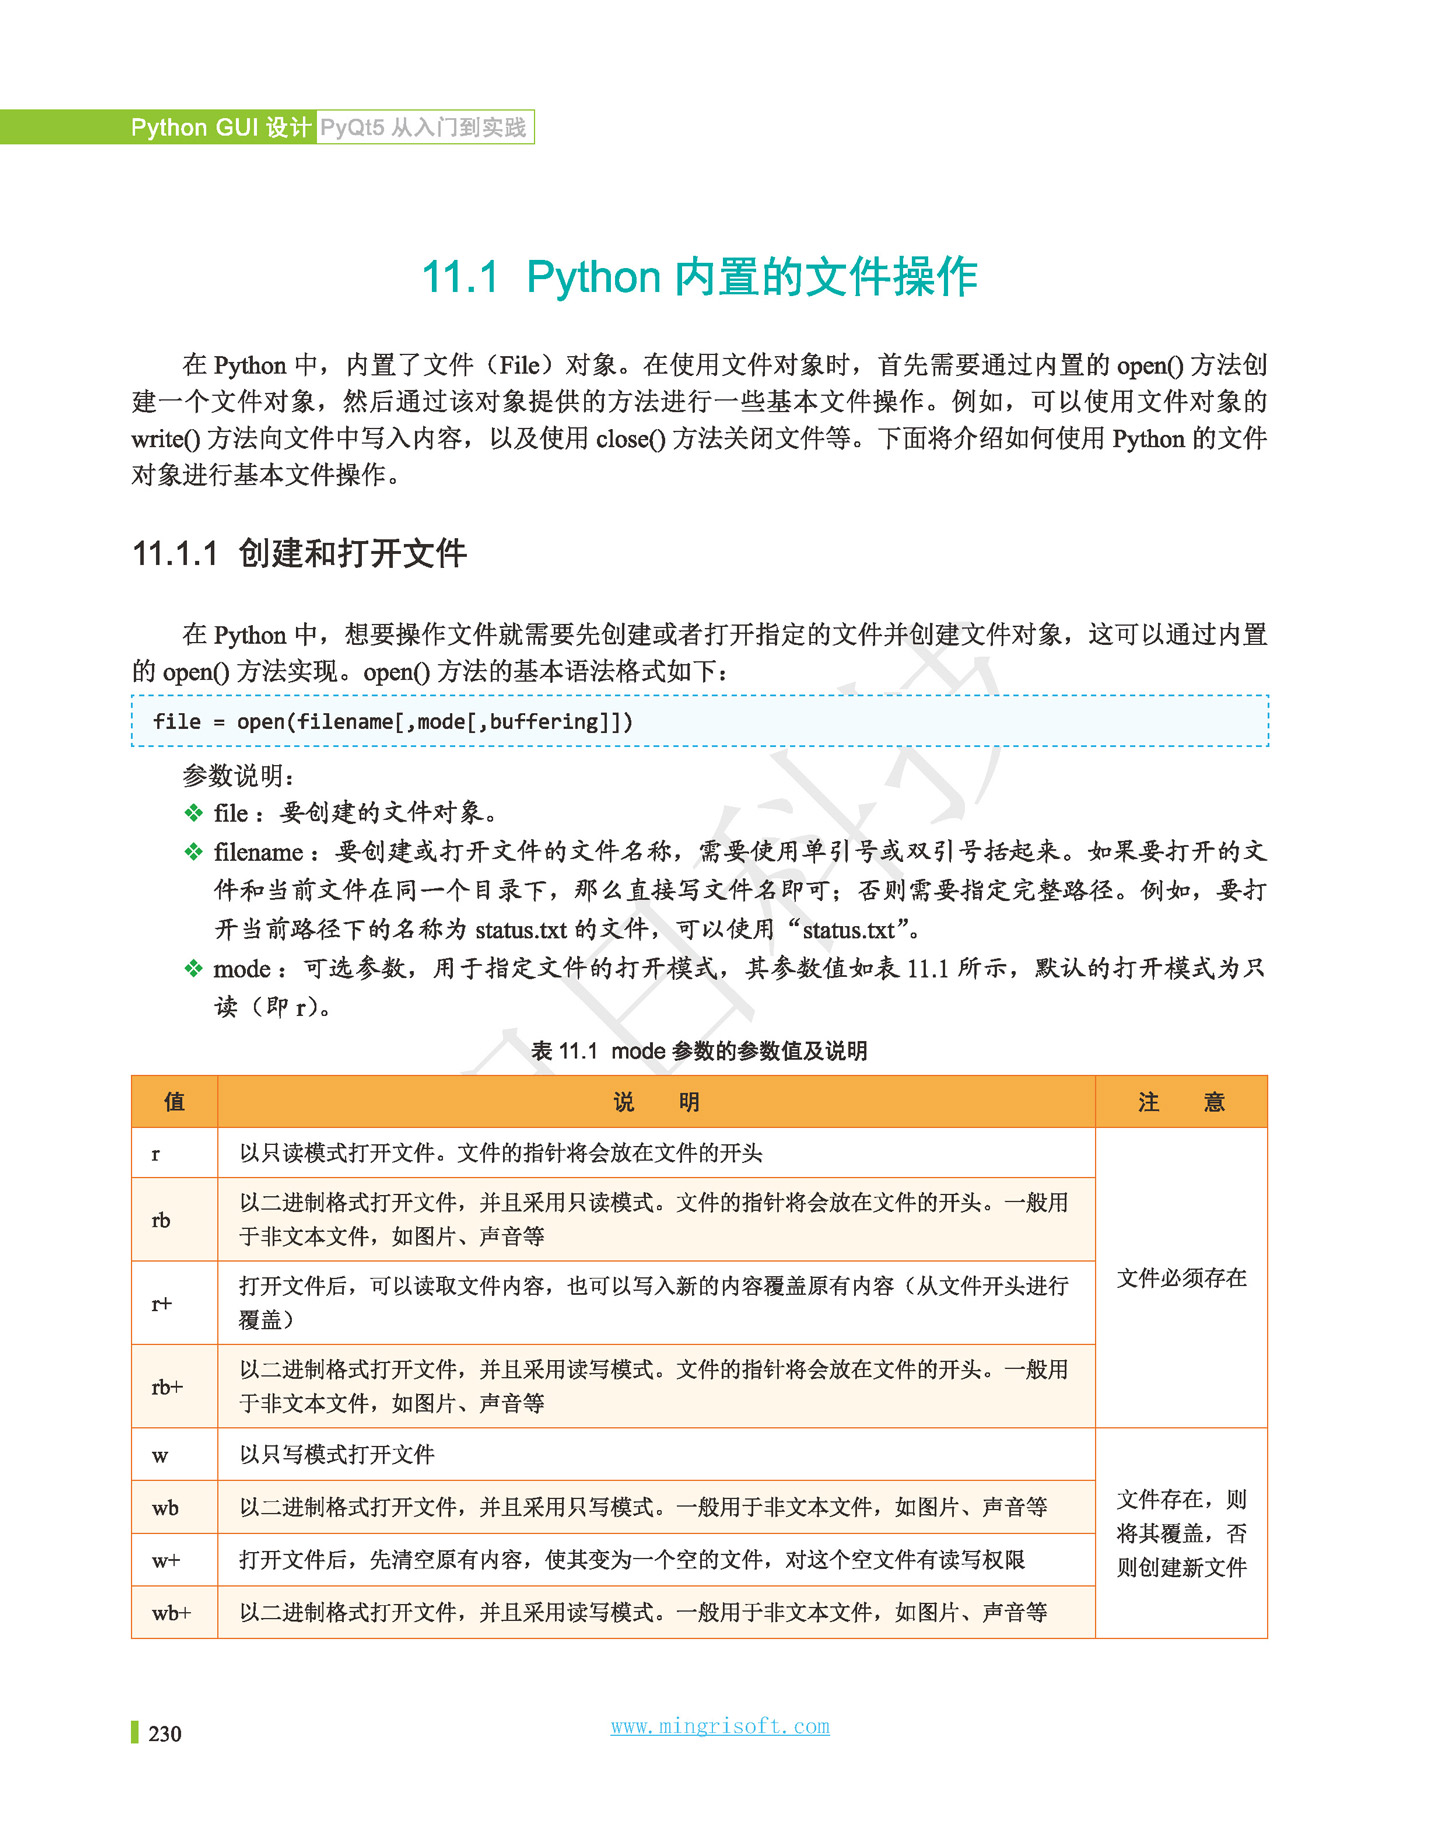 Python GUI 设计 PyQt5 从入门到实践
11.1 Python 内置的文件操作
在 Python 中，内置了文件（File）对象。在使用文件对象时，首先需要通过内置的 open() 方法创
建一个文件对象，然后通过该对象提供的方法进行一些基本文件操作。例如，可以使用文件对象的
write() 方法向文件中写入内容，以及使用 close() 方法关闭文件等。下面将介绍如何使用 Python 的文件
对象进行基本文件操作。
11.1.1 创建和打开文件
在 Python 中，想要操作文件就需要先创建或者打开指定的文件并创建文件对象，这可以通过内置
的 open() 方法实现。open() 方法的基本语法格式如下：
file = open(filename[,mode[,buffering]])
参数说明：
❖ file：要创建的文件对象。
❖ filename：要创建或打开文件的文件名称，需要使用单引号或双引号括起来。如果要打开的文
件和当前文件在同一个目录下，那么直接写文件名即可；否则需要指定完整路径。例如，要打
开当前路径下的名称为 status.txt 的文件，可以使用“status.txt”。
❖ mode：可选参数，用于指定文件的打开模式，其参数值如表 11.1 所示，默认的打开模式为只
读（即 r）。
表 11.1 mode 参数的参数值及说明
值 说 明 注 意
r 以只读模式打开文件。文件的指针将会放在文件的开头
rb 以二进制格式打开文件，并且采用只读模式。文件的指针将会放在文件的开头。一般用
于非文本文件，如图片、声音等
r+ 打开文件后，可以读取文件内容，也可以写入新的内容覆盖原有内容（从文件开头进行
覆盖）
文件必须存在
rb+ 以二进制格式打开文件，并且采用读写模式。文件的指针将会放在文件的开头。一般用
于非文本文件，如图片、声音等
w 以只写模式打开文件
wb 以二进制格式打开文件，并且采用只写模式。一般用于非文本文件，如图片、声音等
w+ 打开文件后，先清空原有内容，使其变为一个空的文件，对这个空文件有读写权限
wb+ 以二进制格式打开文件，并且采用读写模式。一般用于非文本文件，如图片、声音等
文件存在，则
将其覆盖，否
则创建新文件
230
www.mingrisoft.com